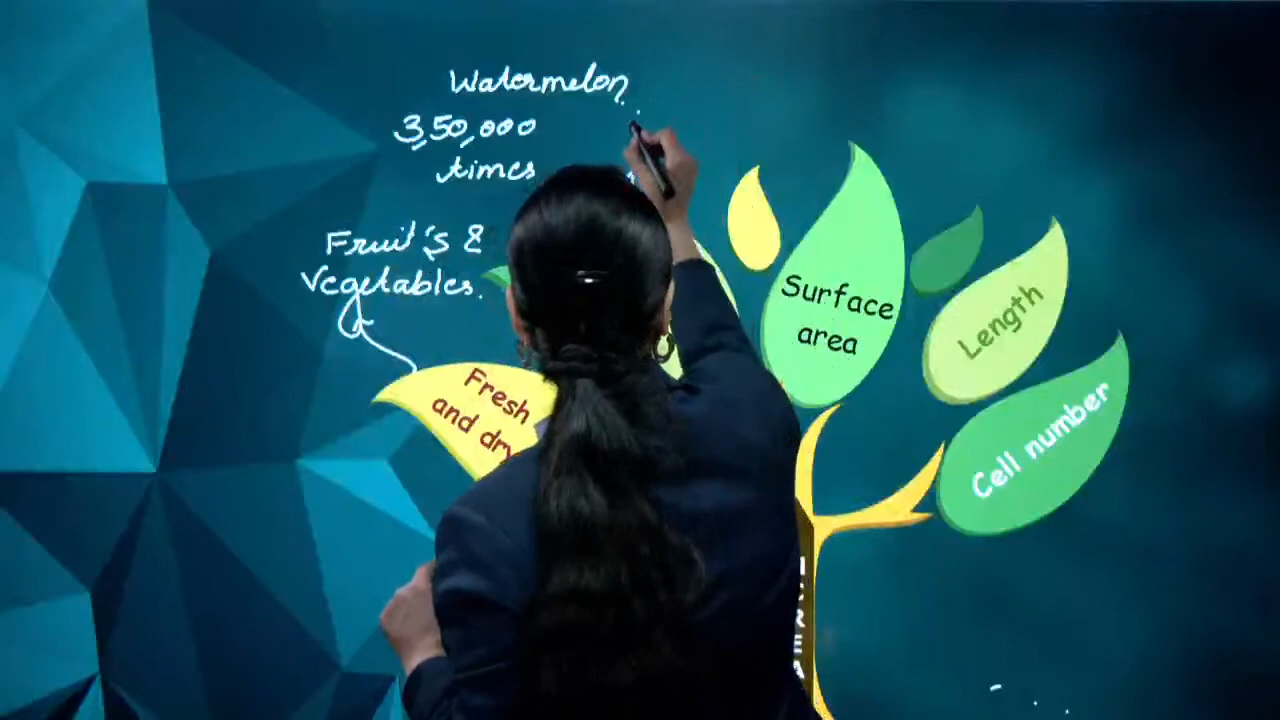 Watermelon
3,50,000
times
Fruit's &
Vegetables.
Fresh
and dry
Surface
area
Length
Cell number